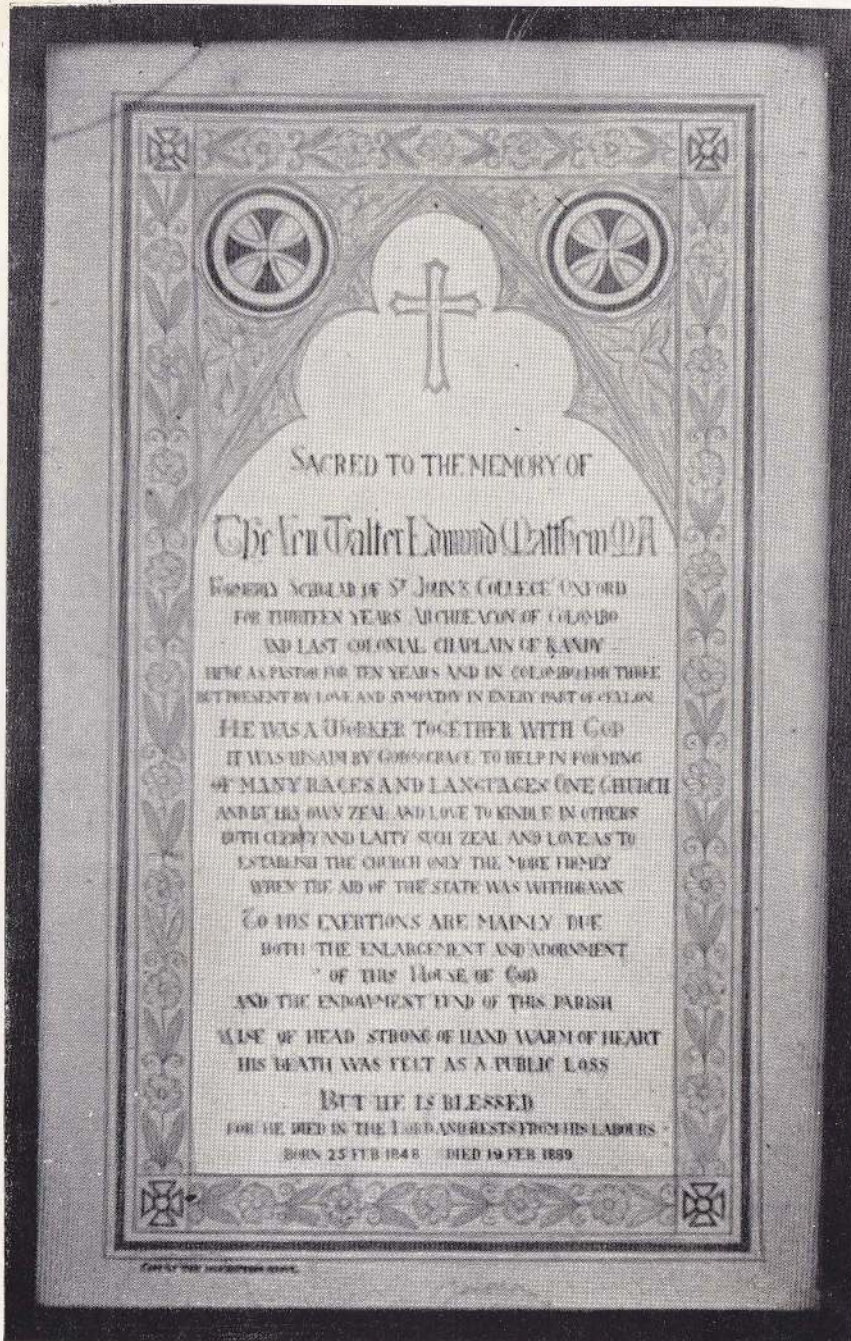 SACRED TO THE MEMORY OF
The Ven Walter Edmund Matthew MA
FORMERLY SCHOLAR OF ST JOHN'S COLLEGE OXFORD
FOR THIRTEEN YEARS ARCHDEACON OF COLOMBO
AND LAST COLONIAL CHAPLAIN OF KANDY
HERE AS PASTOR FOR TEN YEARS AND IN COLOMBO FOR THREE
BUT PRESENT BY LOVE AND SYMPATHY IN EVERY PART OF CEYLON
HE WAS A WORKER TOGETHER WITH GOD
IT WAS HIS AIM BY GOD'S GRACE TO HELP IN FORMING
OF MANY RACES AND LANGUAGES ONE CHURCH
AND BY HIS OWN ZEAL AND LOVE TO KINDLE IN OTHERS
BOTH CLERGY AND LAITY SUCH ZEAL AND LOVE AS TO
ESTABLISH THE CHURCH ONLY THE MORE FIRMLY
WHEN THE AID OF THE STATE WAS WITHDRAWN
TO HIS EXERTIONS ARE MAINLY DUE
BOTH THE ENLARGEMENT AND ADORNMENT
OF THIS HOUSE OF GOD
AND THE ENDOWMENT FUND OF THIS PARISH
WISE OF HEAD STRONG OF HAND WARM OF HEART
HIS DEATH WAS FELT AS A PUBLIC LOSS
BUT HE IS BLESSED
FOR HE DIED IN THE LORD AND RESTS FROM HIS LABOURS
BORN 25 FEB 1848 DIED 19 FEB 1889